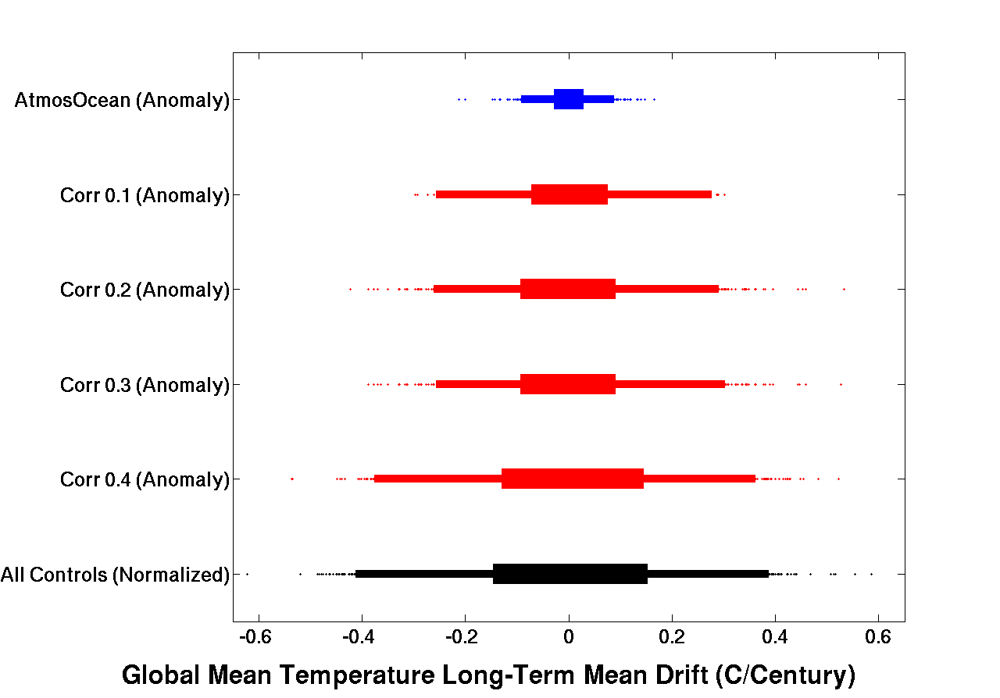 AtmosOcean (Anomaly)
Corr 0.1 (Anomaly)
Corr 0.2 (Anomaly)
Corr 0.3 (Anomaly)
Corr 0.4 (Anomaly)
All Controls (Normalized)
-0.6 -0.4 -0.2 0 0.2 0.4 0.6
Global Mean Temperature Long-Term Mean Drift (C/Century)